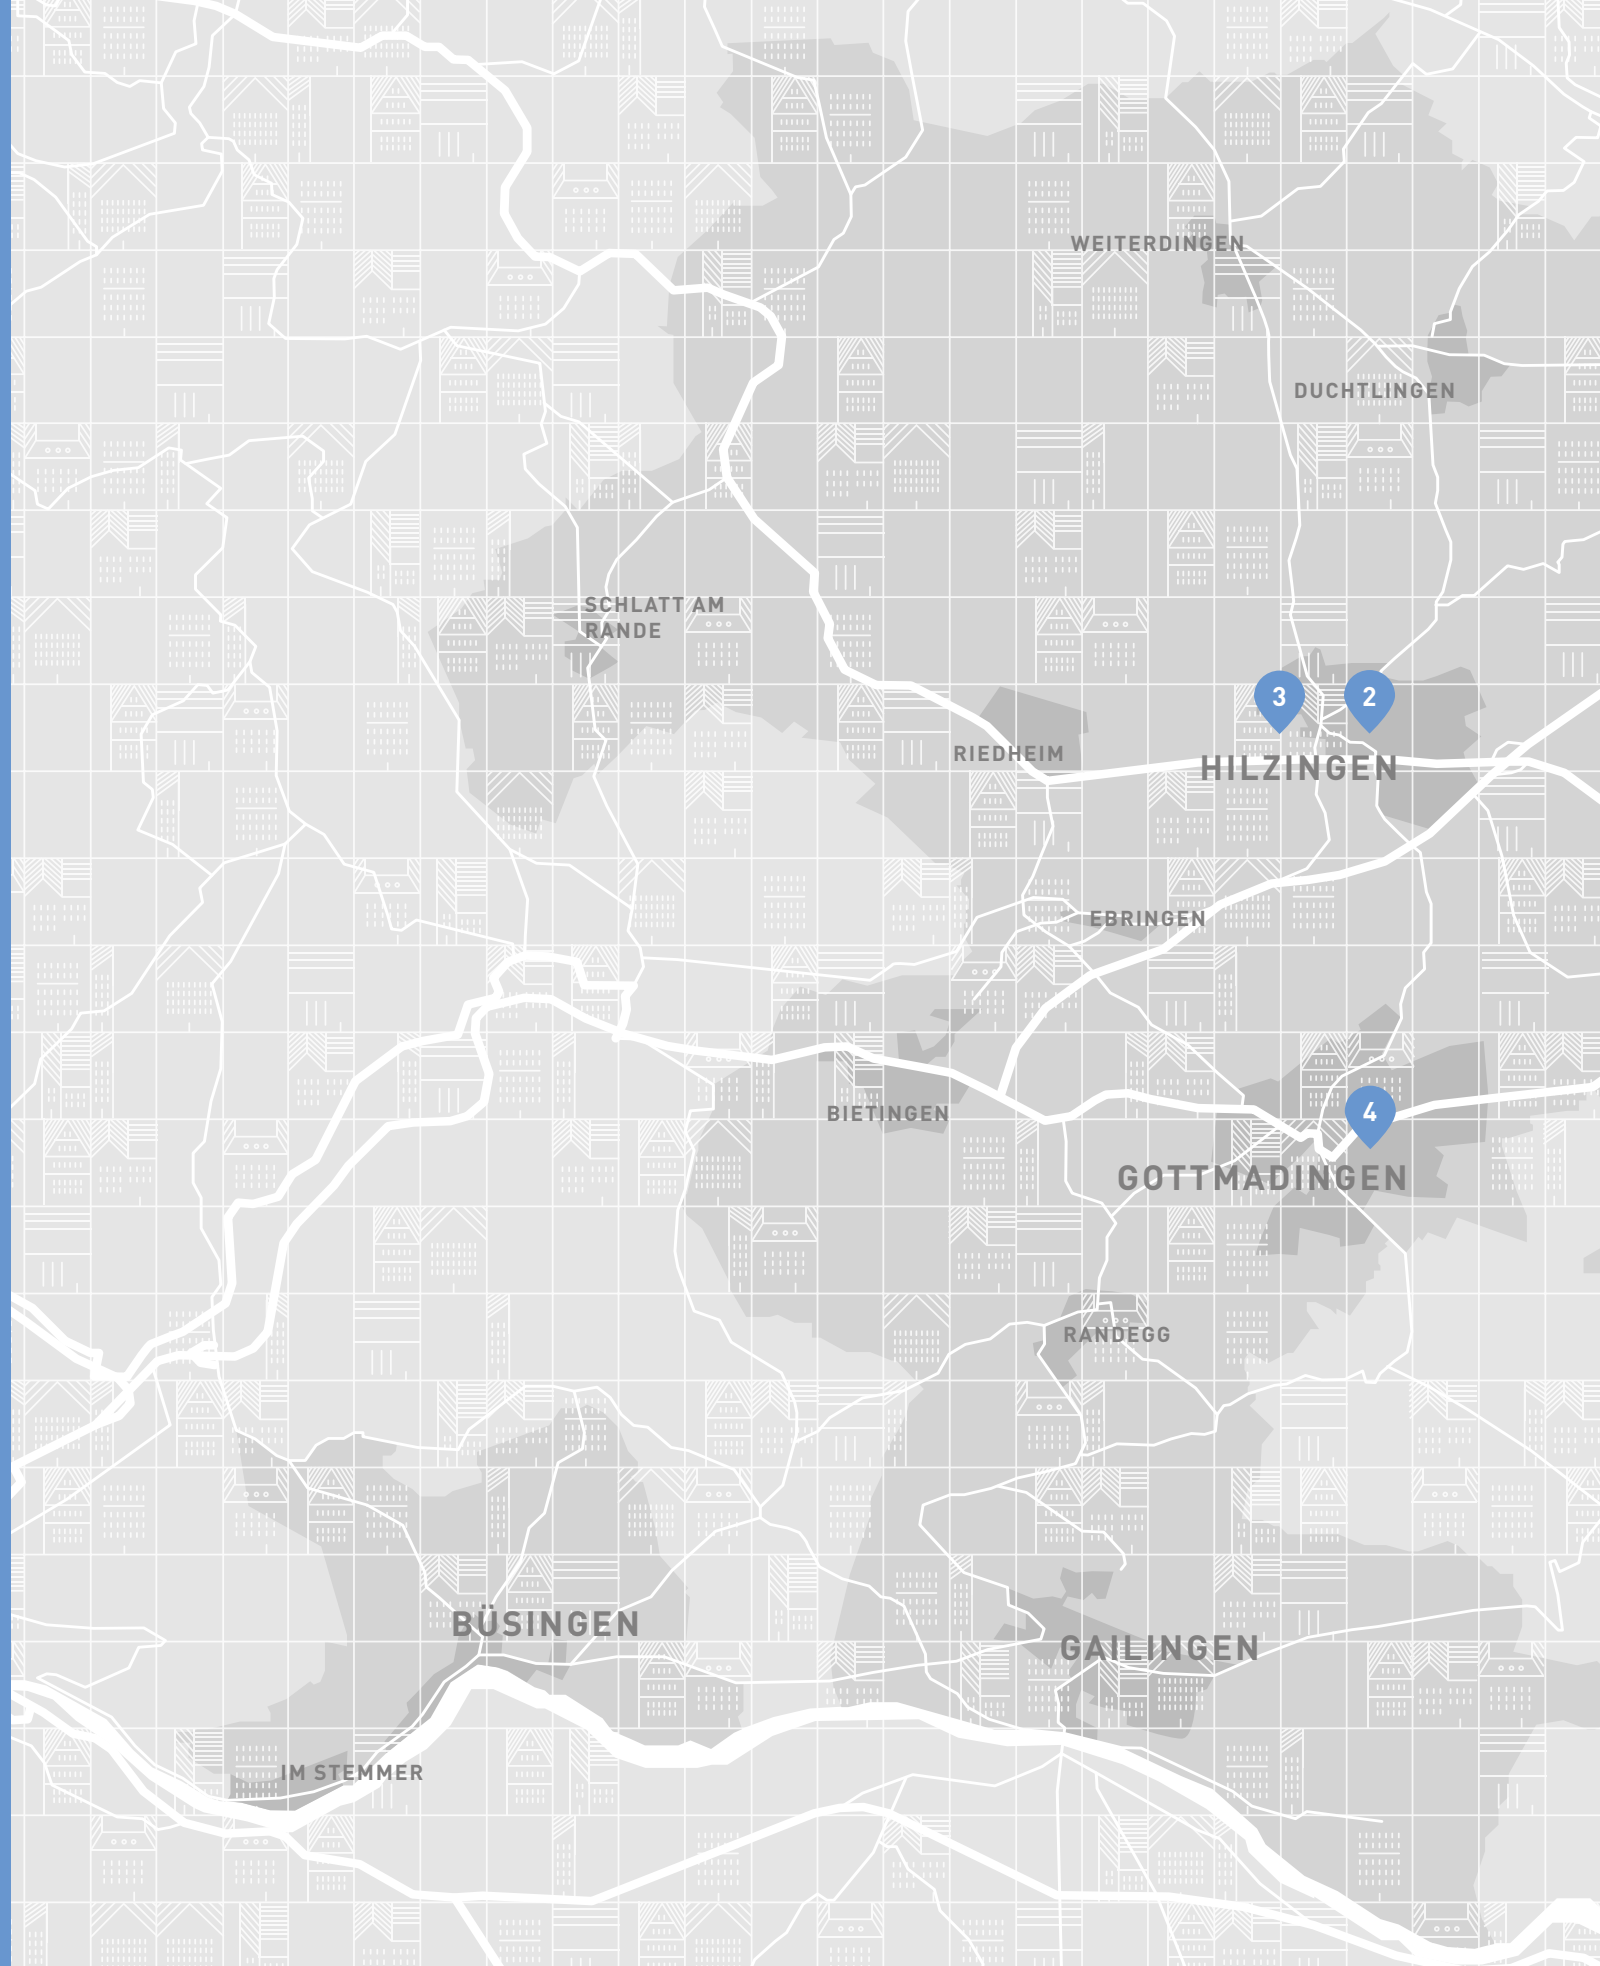 WEITERDINGEN
DUCHTLINGEN
SCHLATT AM
RANDE
3
2
RIEDHEIM
HILZINGEN
EBRINGEN
BIETINGEN
4
GOTTMADINGEN
RANDEGG
BÜSINGEN
GAILINGEN
IM STEMMER